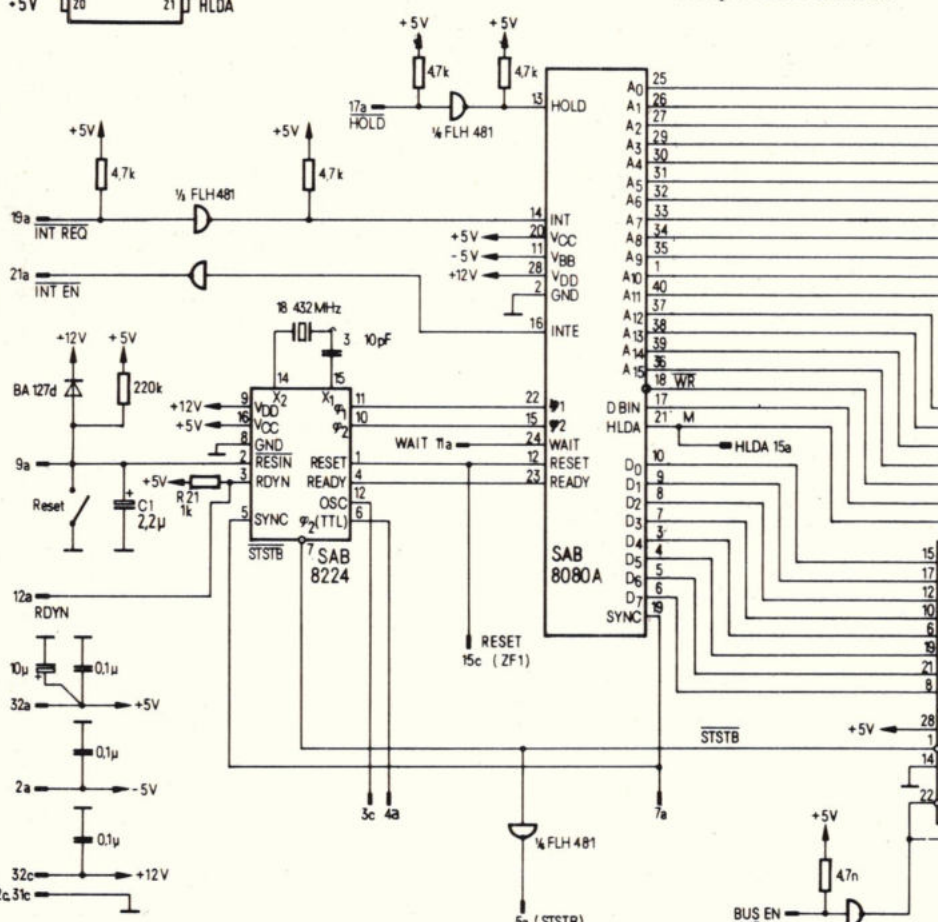 +5V
20
21
HLDA
+5V
+5V
4,7k
4,7k
17a
HOLD
⅙ FLH 481
13
HOLD
+5V
+5V
4,7k
4,7k
⅓ FLH481
19a
INT REQ
14
INT
+5V
20
VCC
-5V
11
VBB
+12V
28
VDD
2
GND
21a
INT EN
16
INTE
A0 25
A1 26
A2 27
A3 29
A4 30
A5 31
A6 32
A7 33
A8 34
A9 35
A10 1
A11 40
A12 37
A13 38
A14 39
A15 36
18 WR
DBIN 17
HLDA 21 M
HLDA 15a
D0 10
D1 9
D2 8
D3 7
D4 3
D5 4
D6 5
D7 6
SYNC 19
SAB
8080A
18 432MHz
3 10pF
14
15
X2
X1
+12V
+5V
BA 127d
220k
+12V
9
VDD
+5V
16
VCC
8
GND
9a
2
RESIN
3
RDYN
+5V
R21
1k
5
SYNC
φ1
11
φ2
10
RESET
1
READY
4
OSC
12
φ2(TTL)
6
STSTB
7
SAB
8224
22
φ1
15
φ2
WAIT 11a
24
WAIT
12
RESET
23
READY
Reset
+
C1
2,2µ
12a
RDYN
RESET
15c (ZF1)
10µ
+
0,1µ
32a
+5V
0,1µ
2a
-5V
0,1µ
32c
+12V
31c
STSTB
3c
4a
7a
⅙ FLH 481
(STSTB)
15
17
12
10
6
19
21
8
+5V
28
1
14
22
+5V
4,7n
BUS EN